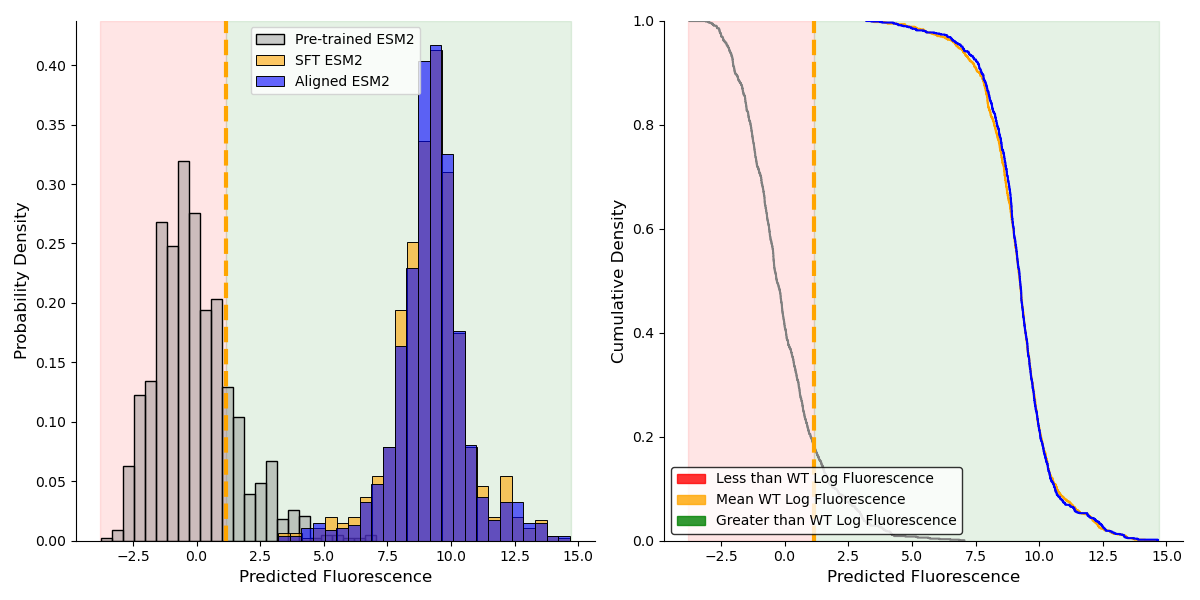 Pre-trained ESM2
SFT ESM2
Aligned ESM2
Probability Density
0.40
0.35
0.30
0.25
0.20
0.15
0.10
0.05
0.00
−2.5 0.0 2.5 5.0 7.5 10.0 12.5 15.0
Predicted Fluorescence
Cumulative Density
1.0
0.8
0.6
0.4
0.2
0.0
Less than WT Log Fluorescence
Mean WT Log Fluorescence
Greater than WT Log Fluorescence
−2.5 0.0 2.5 5.0 7.5 10.0 12.5 15.0
Predicted Fluorescence